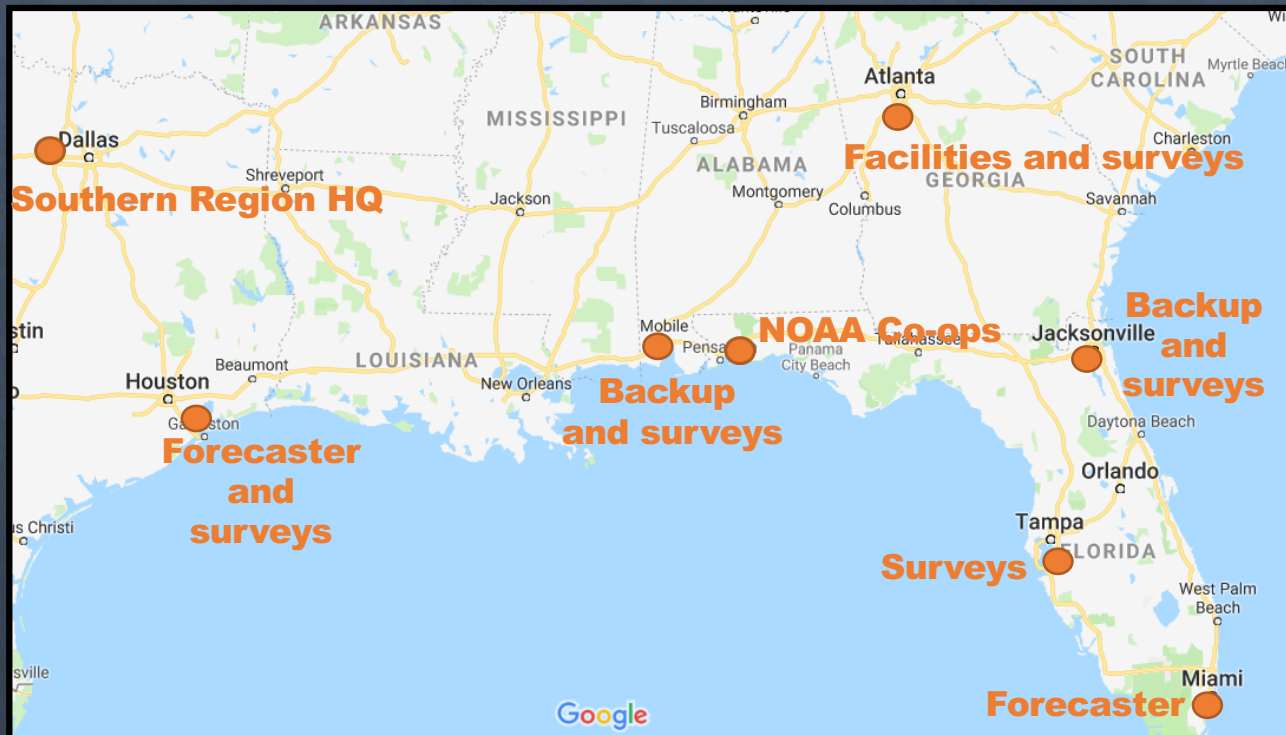 ARKANSAS
SOUTH
CAROLINA
Myrtle Beach
Atlanta
Birmingham
MISSISSIPPI
Tuscaloosa
Dallas
Charleston
Facilities and surveys
ALABAMA
Shreveport
GEORGIA
Southern Region HQ
Jackson
Montgomery
Columbus
Savannah
Backup
and
surveys
Mobile
NOAA Co-ops
Jacksonville
Panama
City Beach
LOUISIANA
Beaumont
Houston
New Orleans
Backup
and surveys
Daytona Beach
Forecaster
and
surveys
Orlando
Tampa
FLORIDA
Surveys
West Palm
Beach
Miami
Forecaster
Google